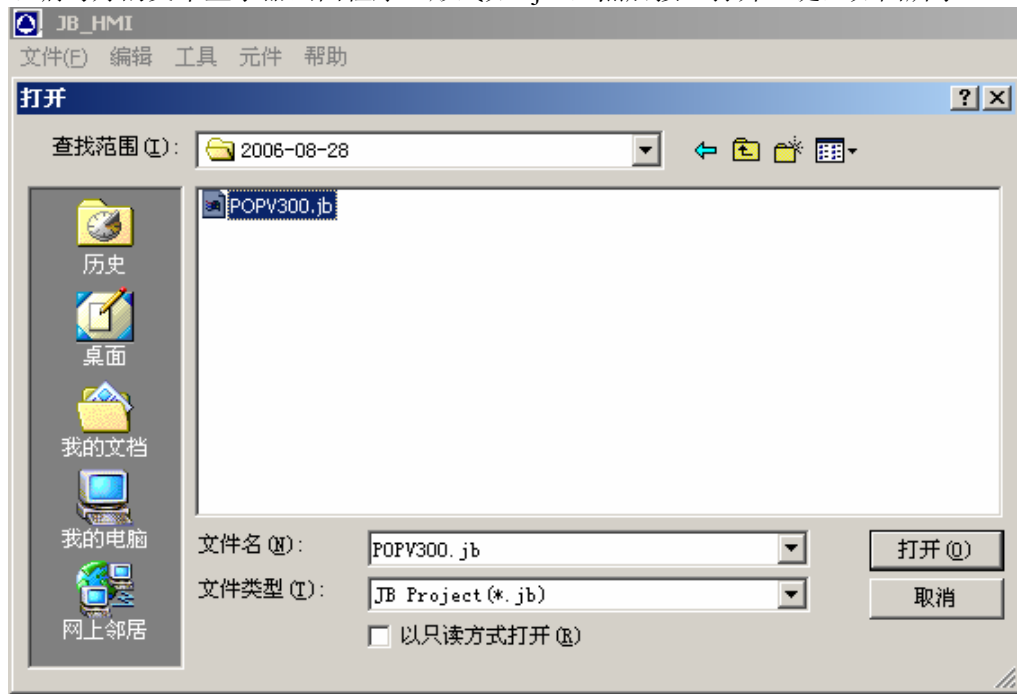 JB_HMI
文件(F) 编辑 工具 元件 帮助
打开
查找范围(I):
2006-08-28
POPV300.jb
历史
桌面
我的文档
我的电脑
网上邻居
文件名(N):
POPV300.jb
打开(O)
文件类型(T):
JB Project(*.jb)
取消
以只读方式打开(R)